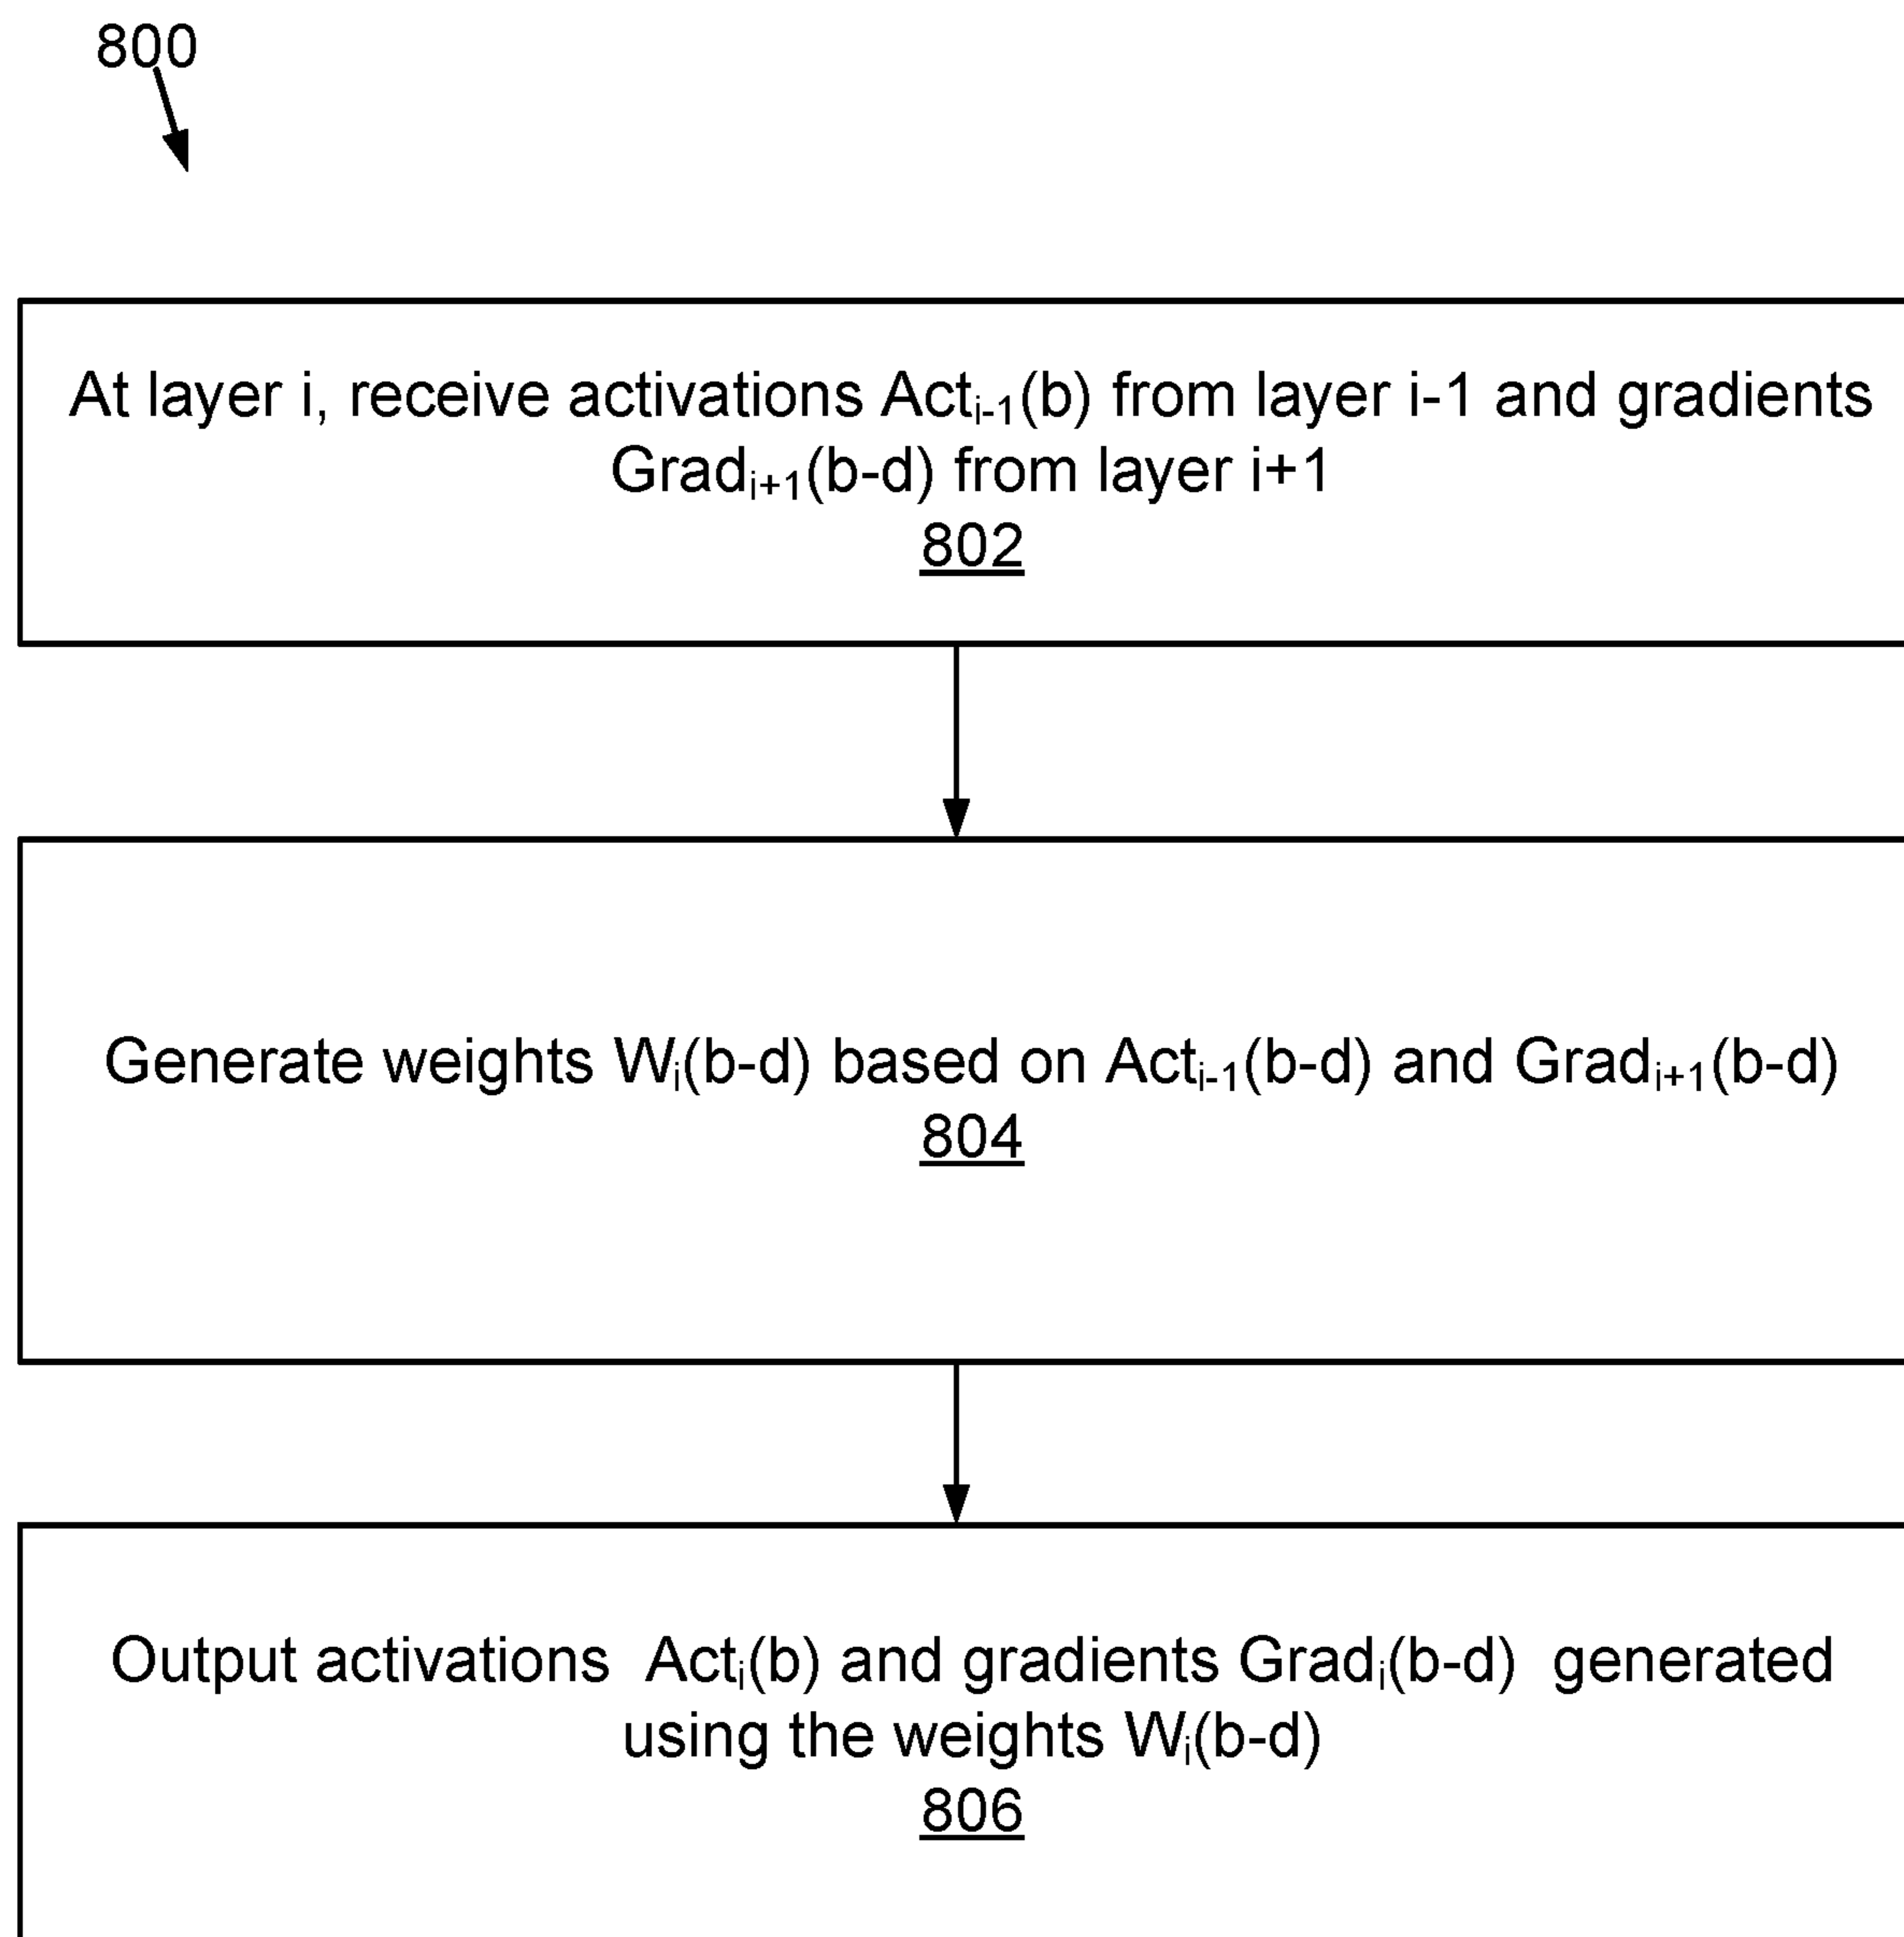 800
At layer i, receive activations Actᵢ₋₁(b) from layer i-1 and gradients
Gradᵢ₊₁(b-d) from layer i+1
802
Generate weights Wᵢ(b-d) based on Actᵢ₋₁(b-d) and Gradᵢ₊₁(b-d)
804
Output activations Actᵢ(b) and gradients Gradᵢ(b-d) generated
using the weights Wᵢ(b-d)
806